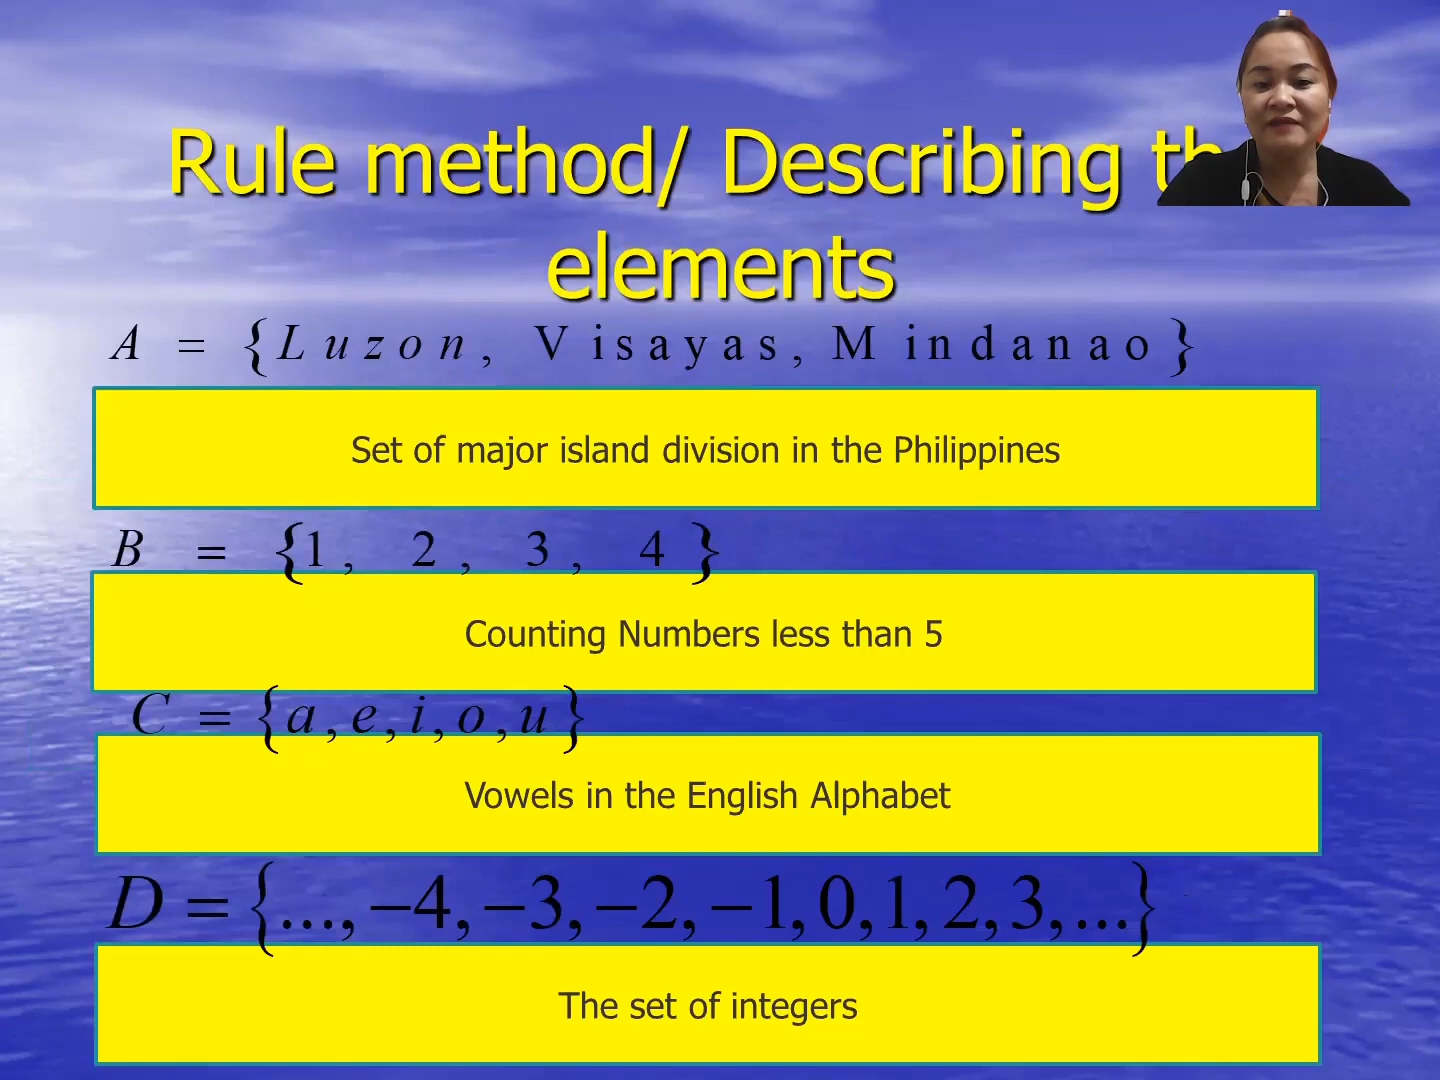 Rule method/ Describing th
elements
A = {Luzon, Visayas, Mindanao}
Set of major island division in the Philippines
B = {1, 2, 3, 4}
Counting Numbers less than 5
C = {a, e, i, o, u}
Vowels in the English Alphabet
D = {..., −4, −3, −2, −1, 0, 1, 2, 3, ...}
The set of integers